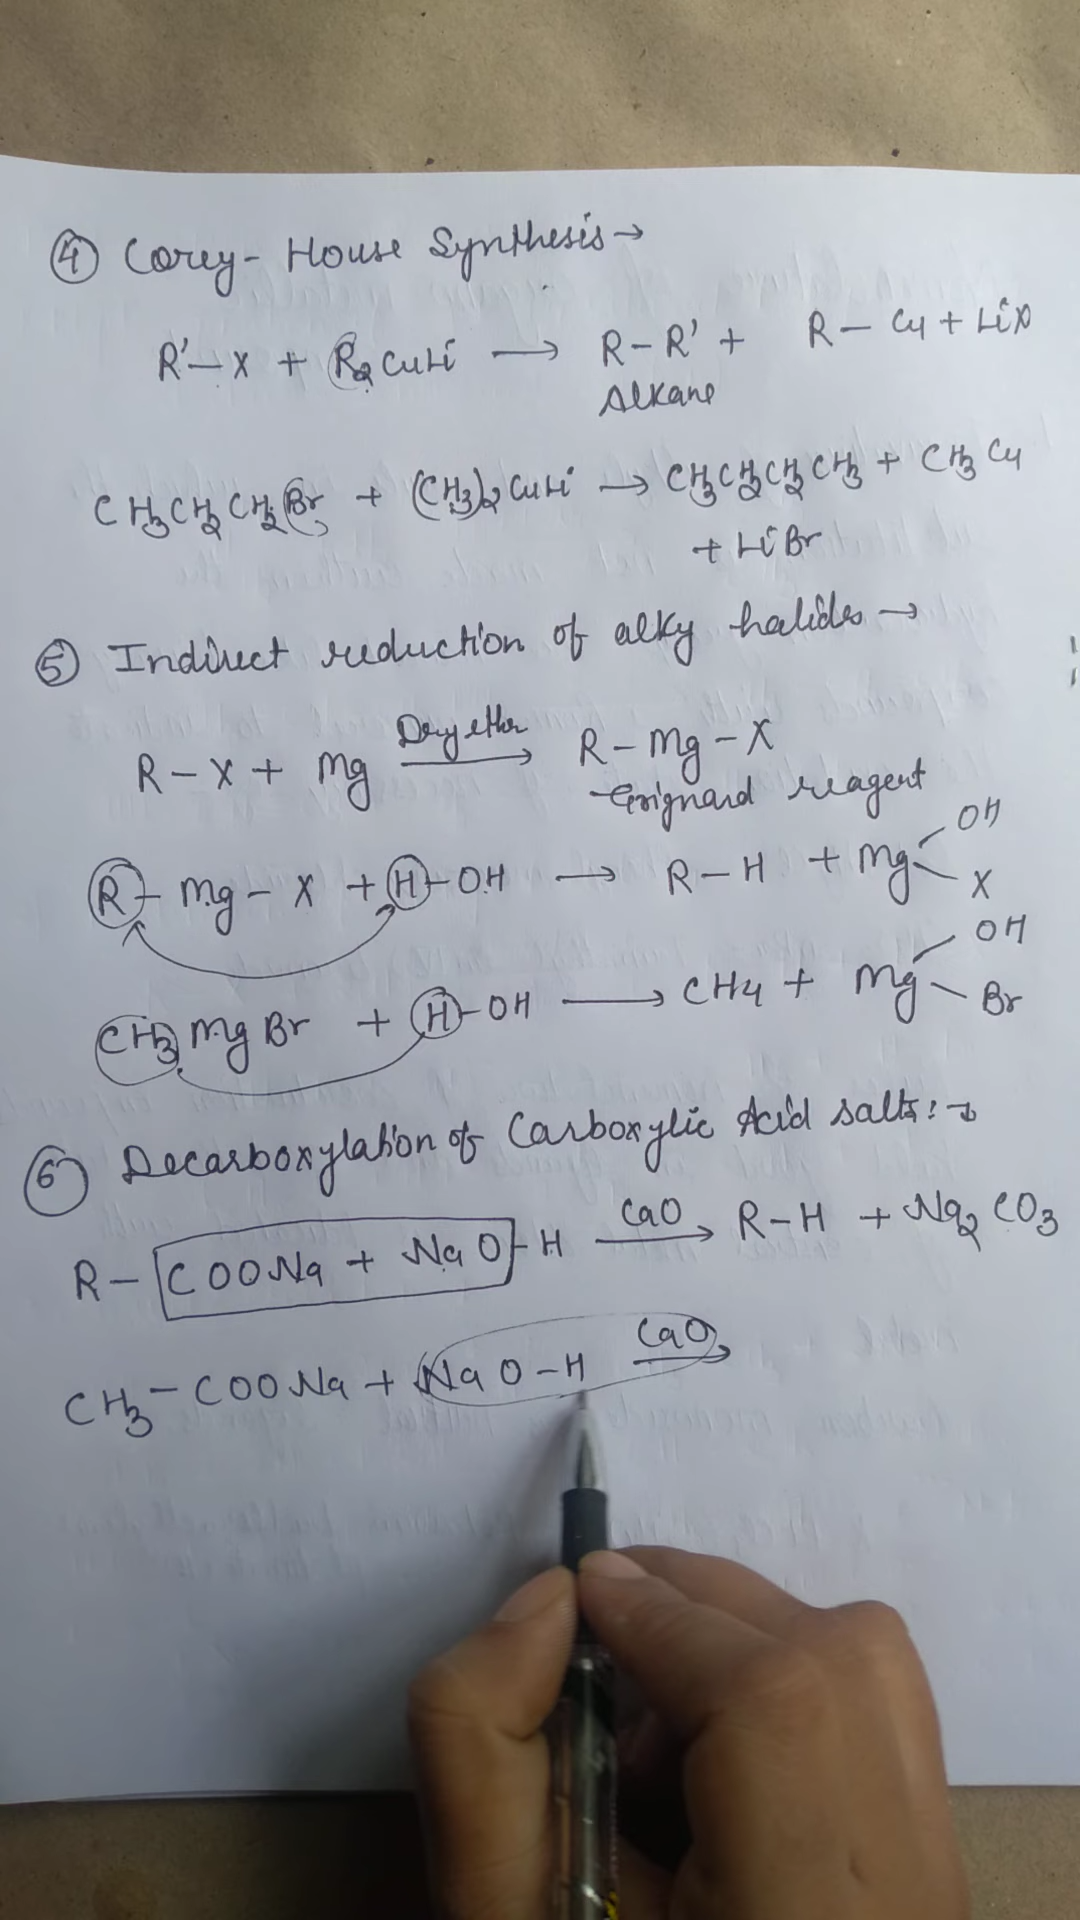 ④ Corey-House Synthesis→
R'—X + R₂CuLi ⟶ R—R' + R—Cu + LiX
Alkane
CH₃CH₂CH₂Br + (CH₃)₂CuLi ⟶ CH₃CH₂CH₂CH₃ + CH₃Cu
+ LiBr
⑤ Indirect reduction of alky halides →
R—X + Mg Dry ether ⟶ R—Mg—X
Grignard reagent
R—Mg—X + H—OH ⟶ R—H + Mg OH X
CH₃MgBr + H—OH ⟶ CH₄ + Mg OH Br
⑥ Decarboxylation of Carboxylic Acid salts:→
R—COONa + NaO—H CaO ⟶ R—H + Na₂CO₃
CH₃—COONa + NaO—H CaO ⟶